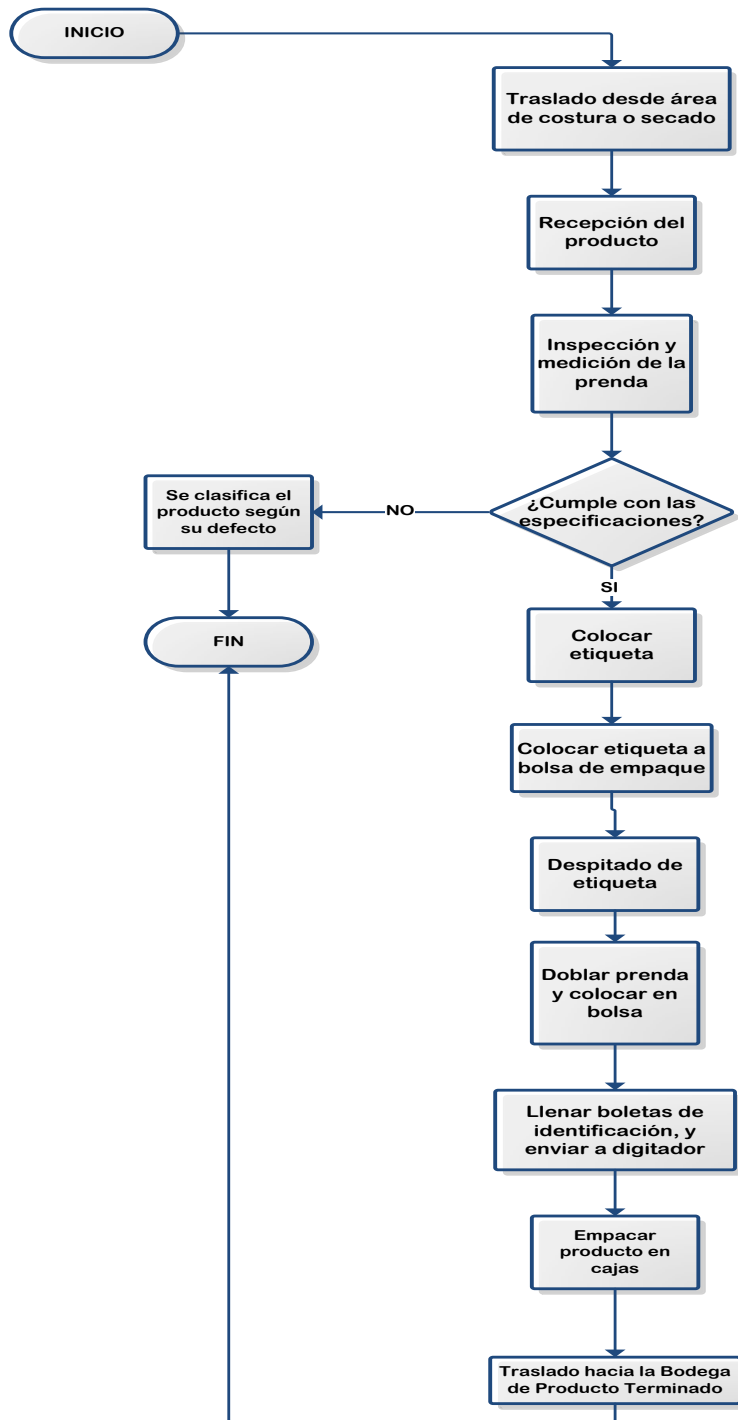 INICIO
Traslado desde área
de costura o secado
Recepción del
producto
Inspección y
medición de la
prenda
¿Cumple con las
especificaciones?
NO
Se clasifica el
producto según
su defecto
FIN
SI
Colocar
etiqueta
Colocar etiqueta a
bolsa de empaque
Despitado de
etiqueta
Doblar prenda
y colocar en
bolsa
Llenar boletas de
identificación, y
enviar a digitador
Empacar
producto en
cajas
Traslado hacia la Bodega
de Producto Terminado